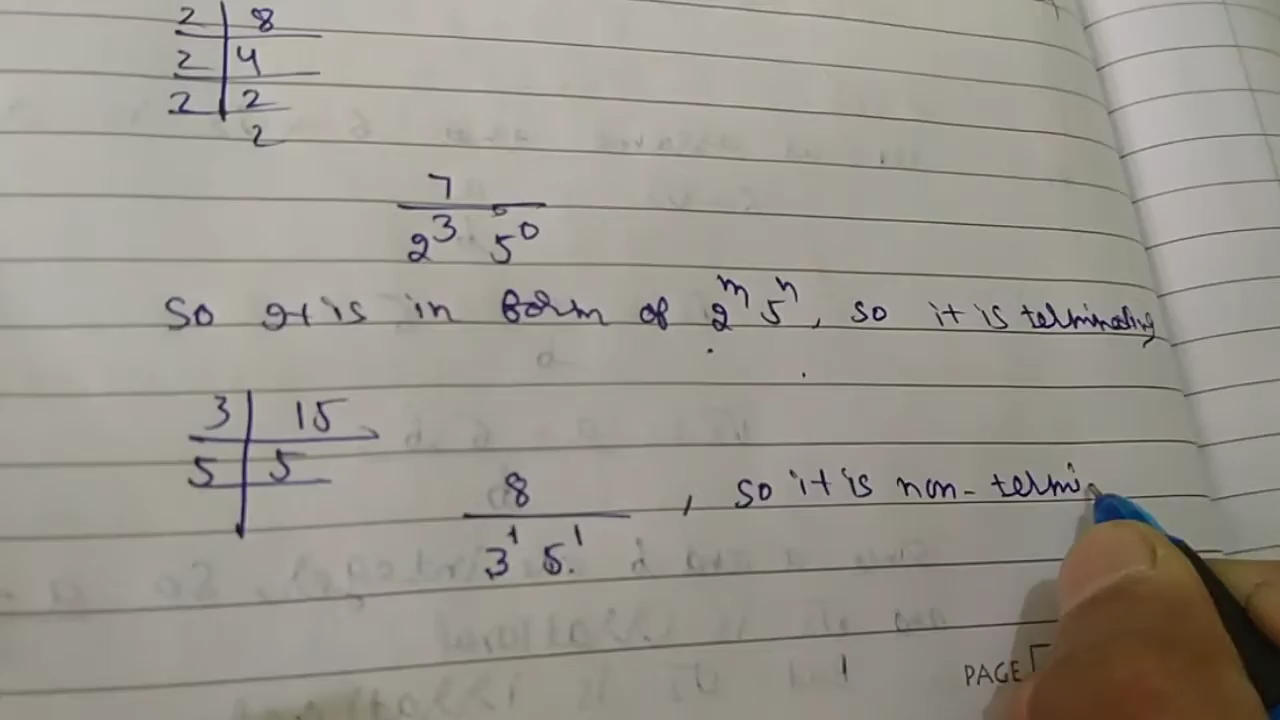 2 | 8
2 | 4
2 | 2
2
7
2³ 5⁰
So it is in form of 2ᵐ 5ⁿ, so it is terminating
3 | 15
5 | 5
8
3¹ 5¹
, so it is non-termi
PAGE